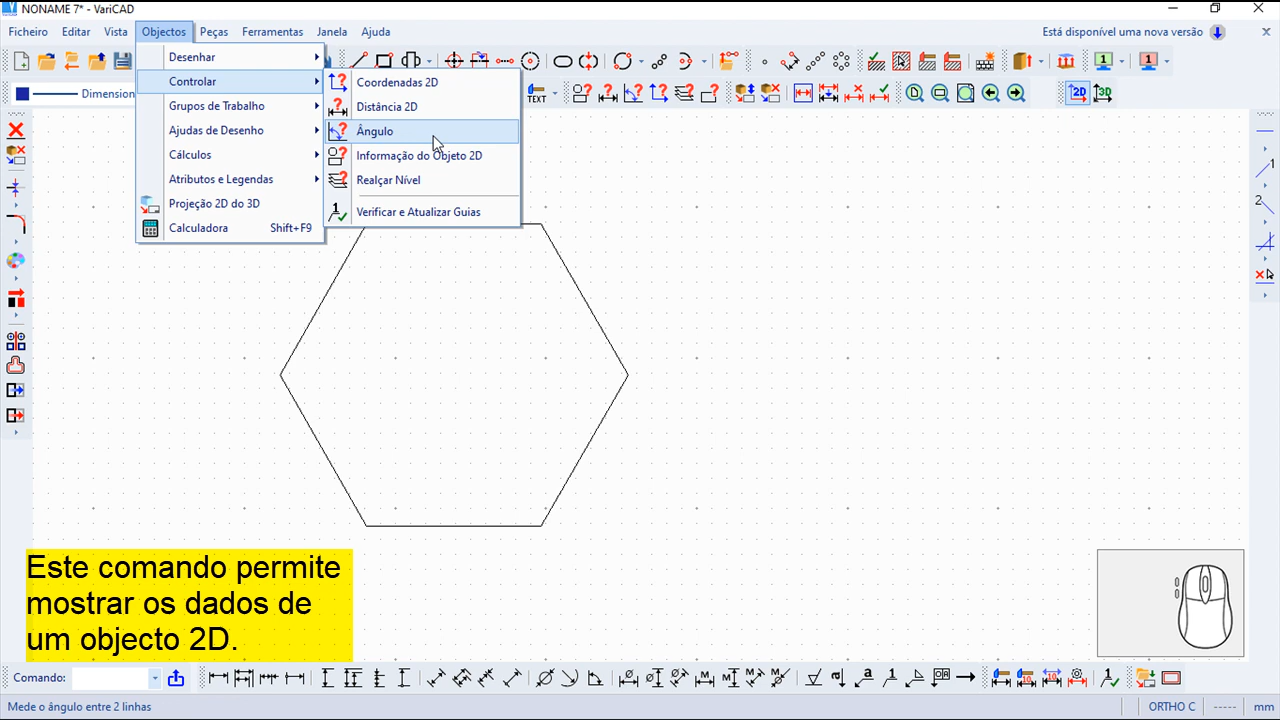 NONAME 7* - VariCAD
Ficheiro Editar Vista Objectos Peças Ferramentas Janela Ajuda Está disponível uma nova versão
Dimension
Desenhar
Controlar
Grupos de Trabalho
Ajudas de Desenho
Cálculos
Atributos e Legendas
Projeção 2D do 3D
Calculadora Shift+F9
Coordenadas 2D
Distância 2D
Ângulo
Informação do Objeto 2D
Realçar Nível
Verificar e Atualizar Guias
TEXT
2D 3D
Este comando permite
mostrar os dados de
um objecto 2D.
Comando:
Mede o ângulo entre 2 linhas ORTHO C ----- mm